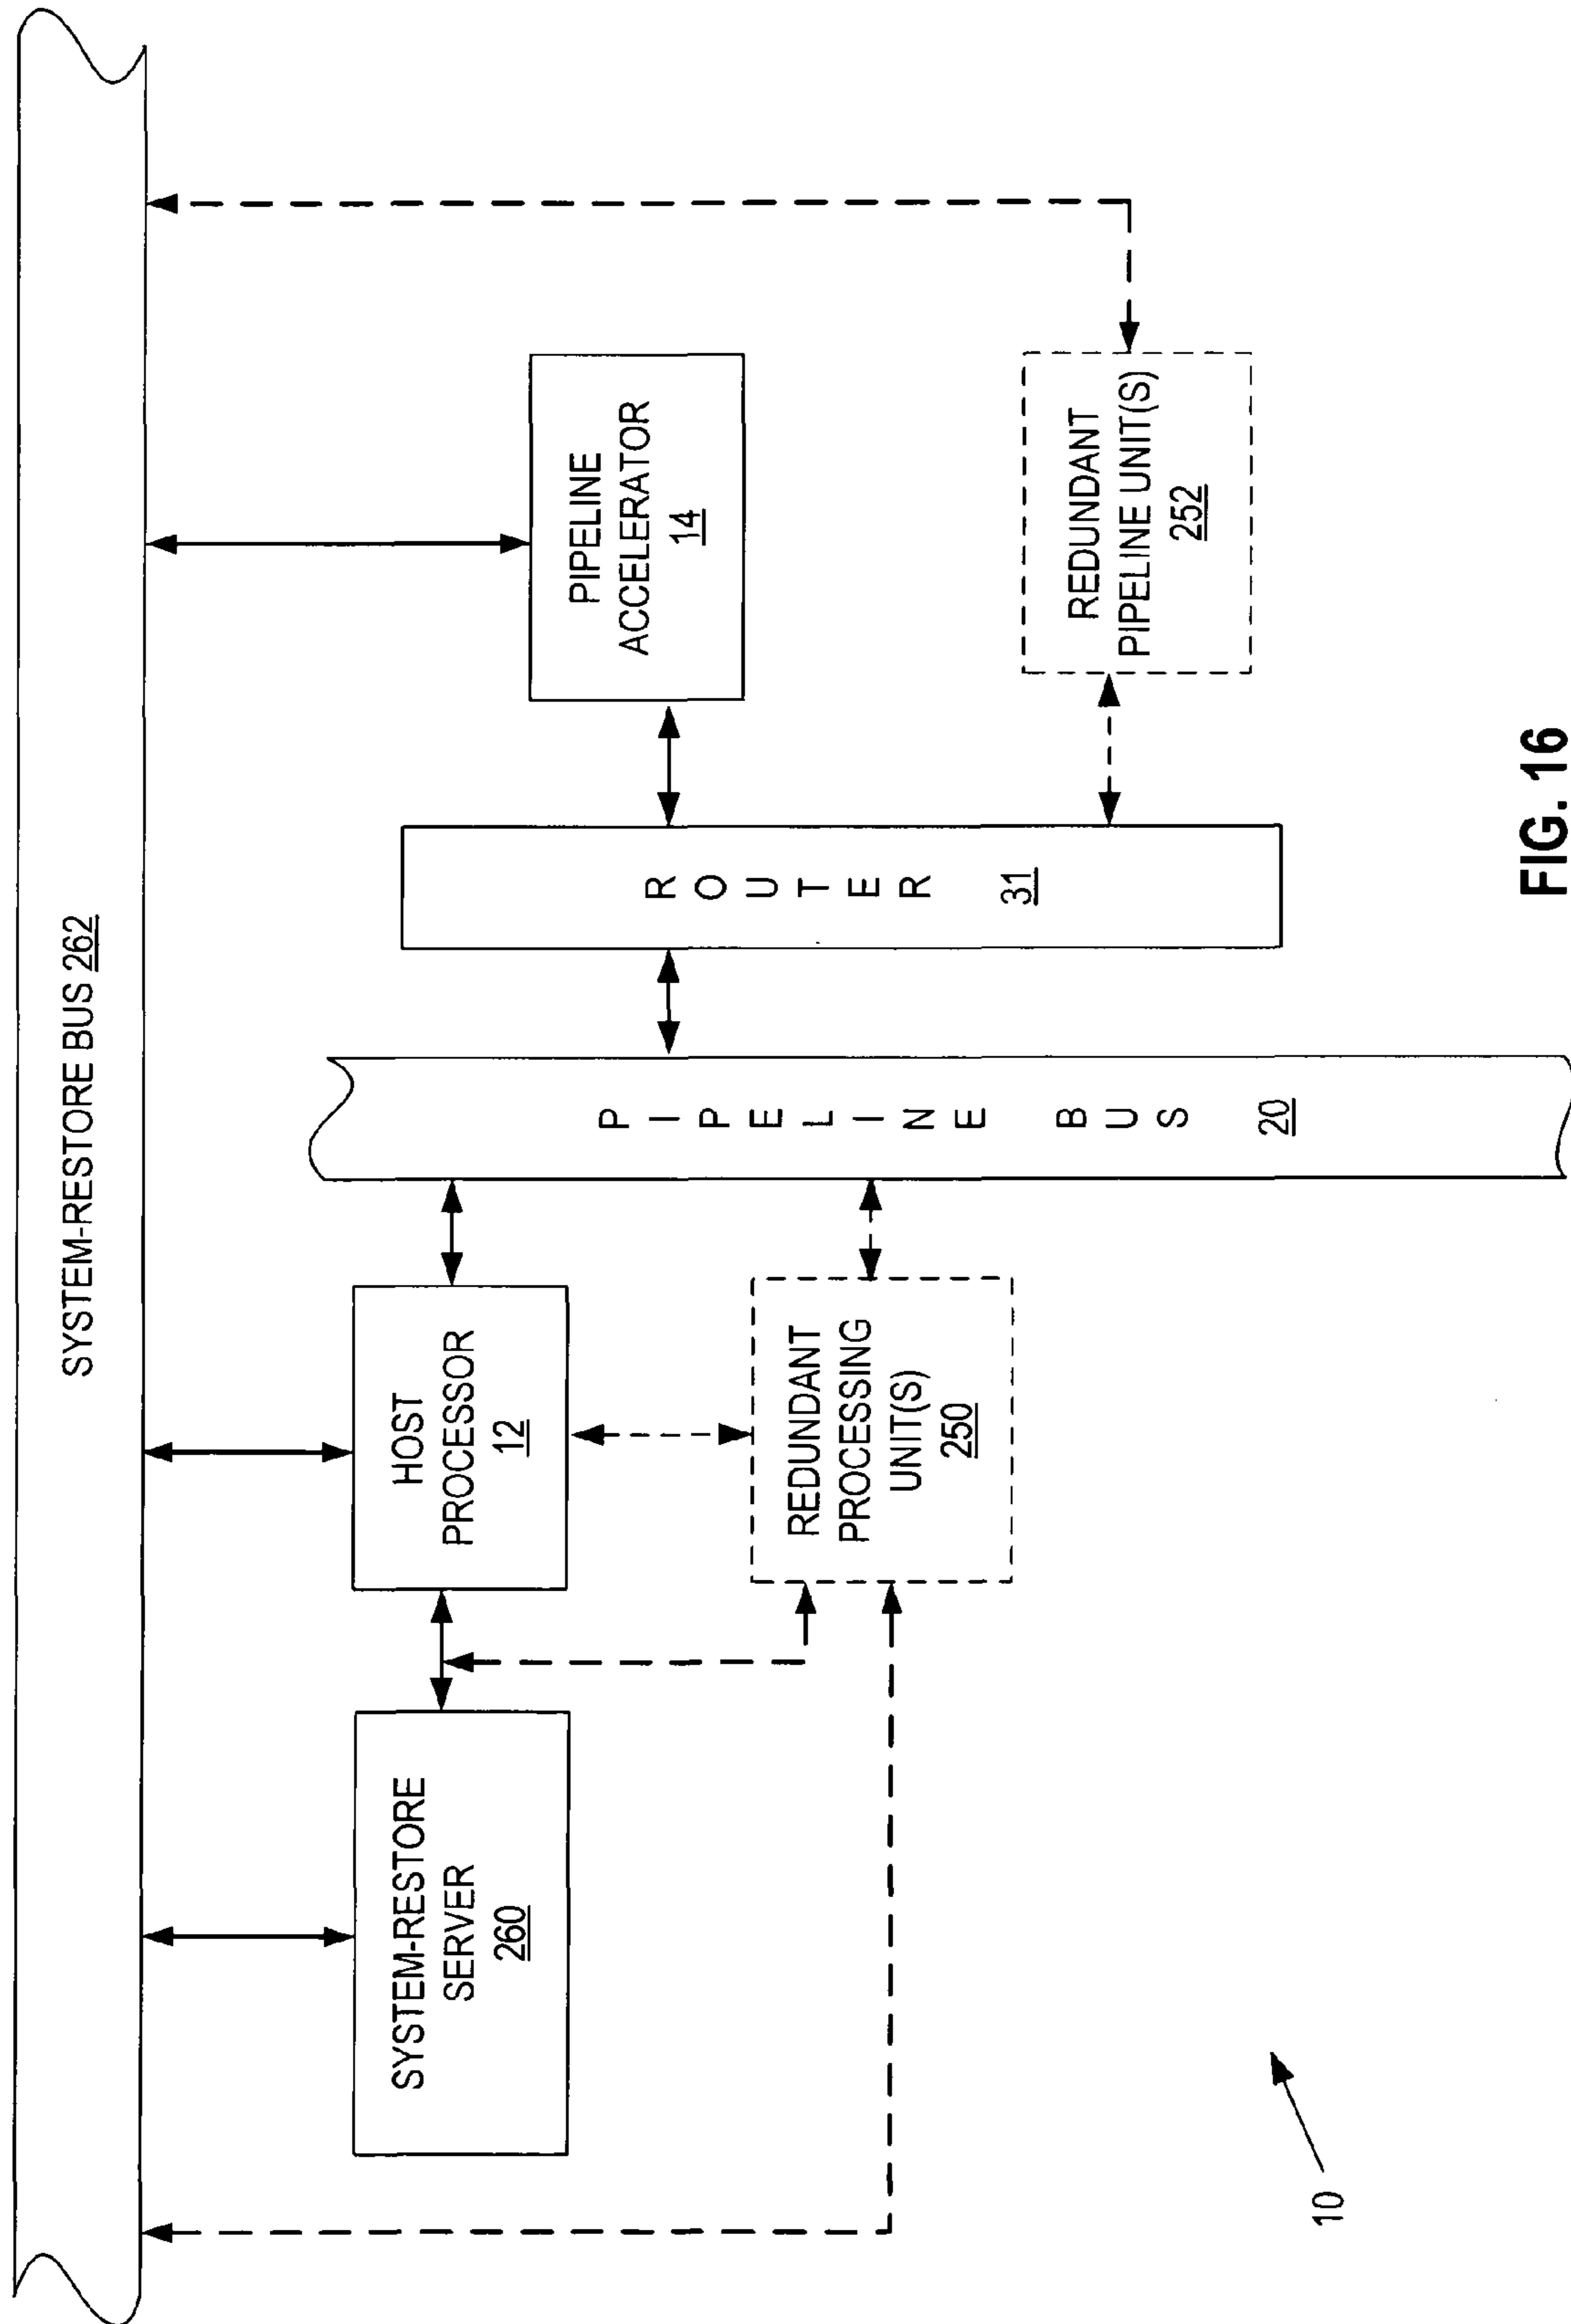 SYSTEM-RESTORE BUS 262
SYSTEM-RESTORE
SERVER
260
HOST
PROCESSOR
12
PIPELINE
ACCELERATOR
14
REDUNDANT
PROCESSING
UNIT(S)
250
PIPELINE BUS 20
ROUTER 31
REDUNDANT
PIPELINE UNIT(S)
252
10
FIG. 16